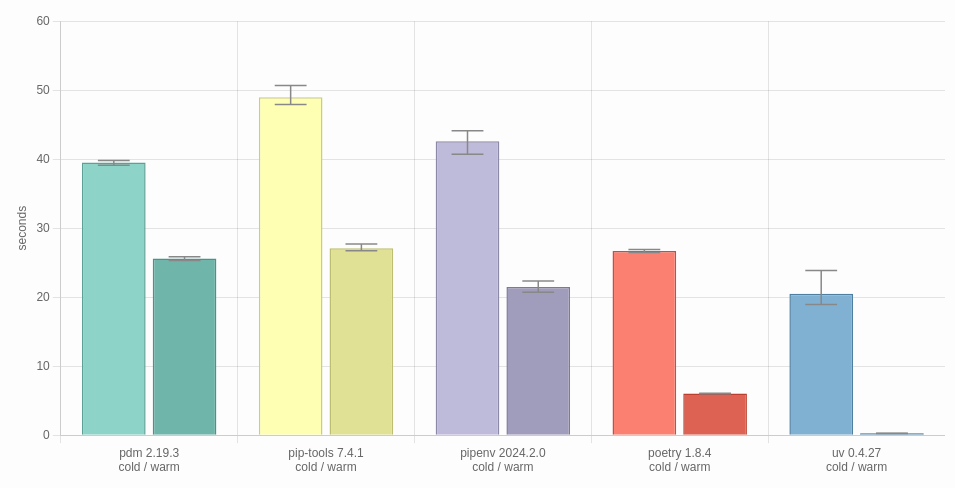 60
50
40
30
20
10
0
seconds
pdm 2.19.3
cold / warm
pip-tools 7.4.1
cold / warm
pipenv 2024.2.0
cold / warm
poetry 1.8.4
cold / warm
uv 0.4.27
cold / warm